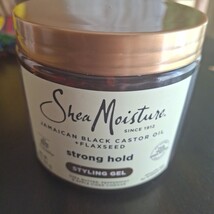 Shea Moisture
SINCE 1912
JAMAICAN BLACK CASTOR OIL
+ FLAXSEED
strong hold
STYLING GEL